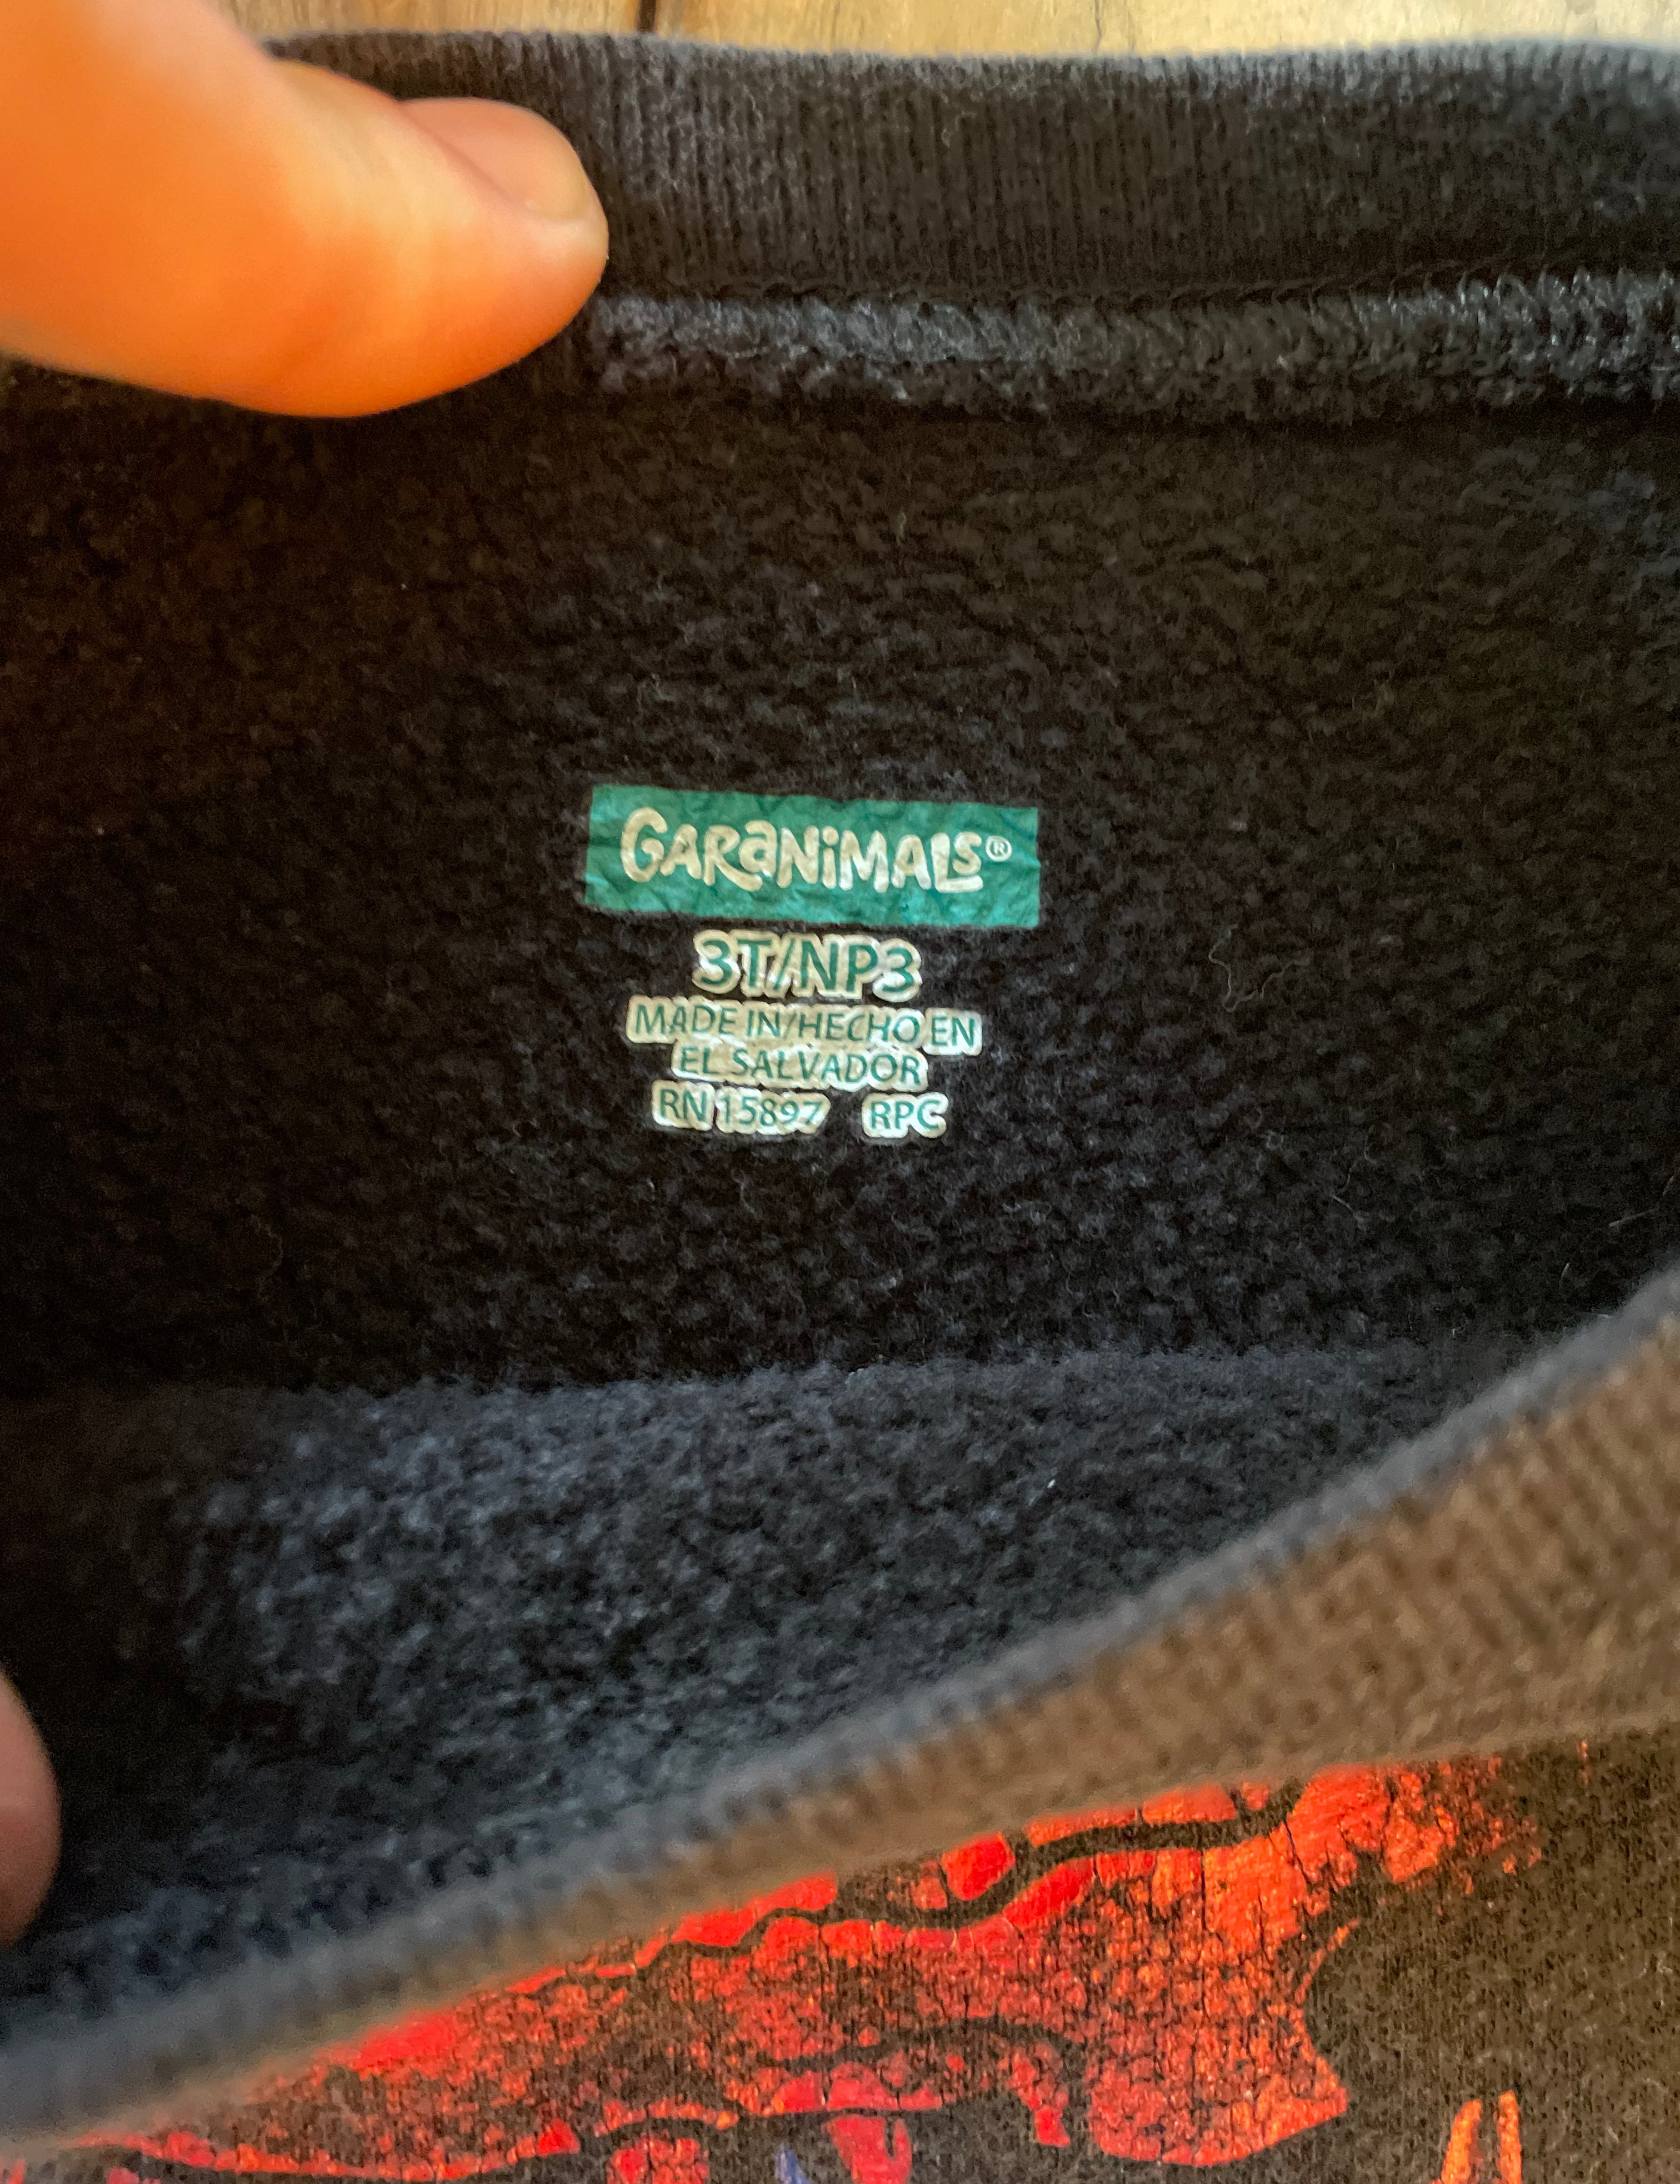 GARANiMALS®
3T/NP3
MADE IN/HECHO EN
EL SALVADOR
RN 15897 RPC